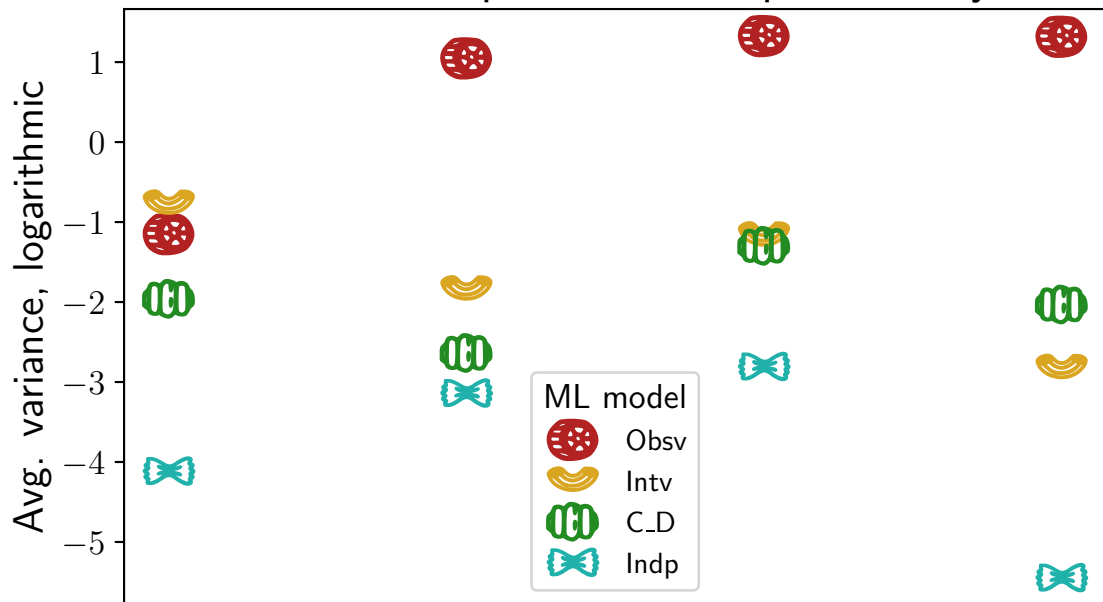 Avg. variance, logarithmic
1
0
−1
−2
−3
−4
−5
ML model
Obsv
Intv
C_D
Indp